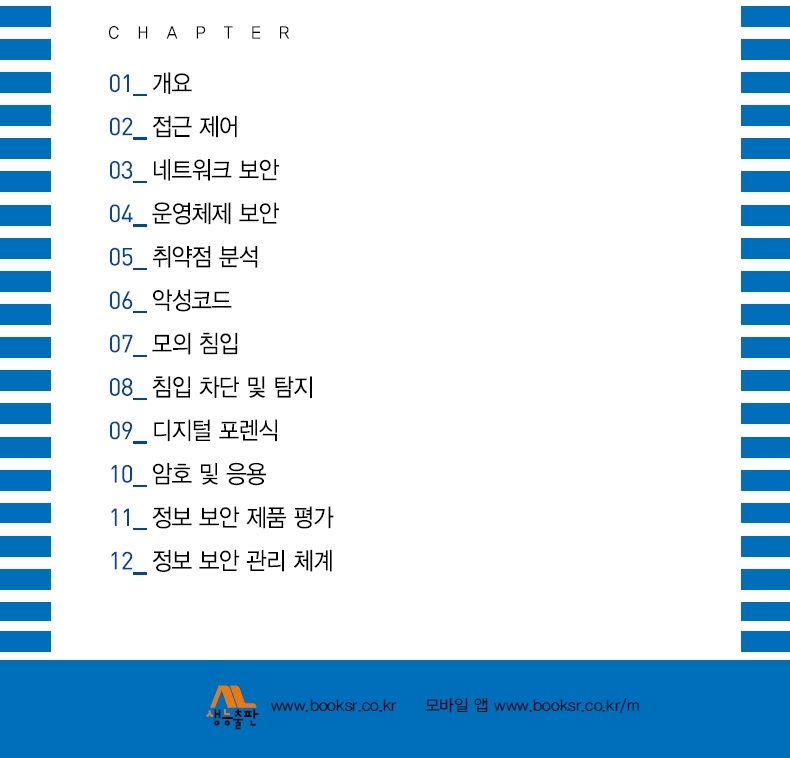 CHAPTER
01_ 개요
02_ 접근 제어
03_ 네트워크 보안
04_ 운영체제 보안
05_ 취약점 분석
06_ 악성코드
07_ 모의 침입
08_ 침입 차단 및 탐지
09_ 디지털 포렌식
10_ 암호 및 응용
11_ 정보 보안 제품 평가
12_ 정보 보안 관리 체계
생능출판 www.booksr.co.kr 모바일 앱 www.booksr.co.kr/m